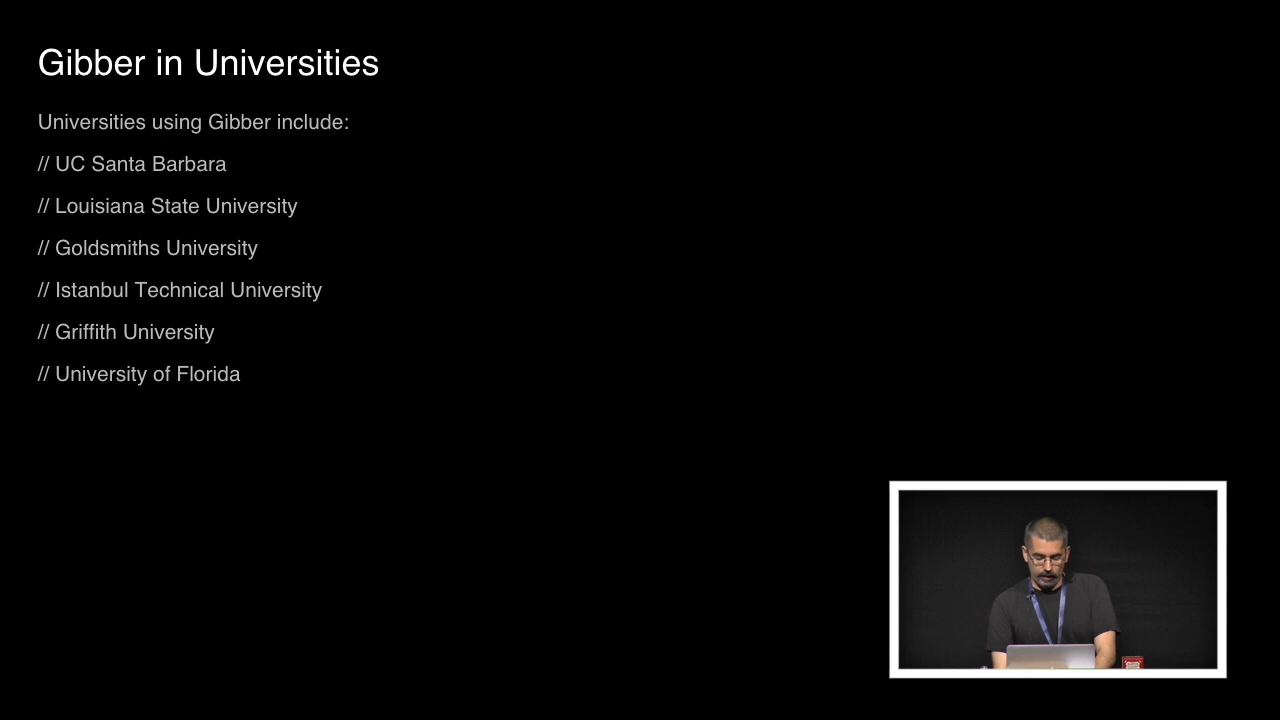 Gibber in Universities
Universities using Gibber include:
// UC Santa Barbara
// Louisiana State University
// Goldsmiths University
// Istanbul Technical University
// Griffith University
// University of Florida